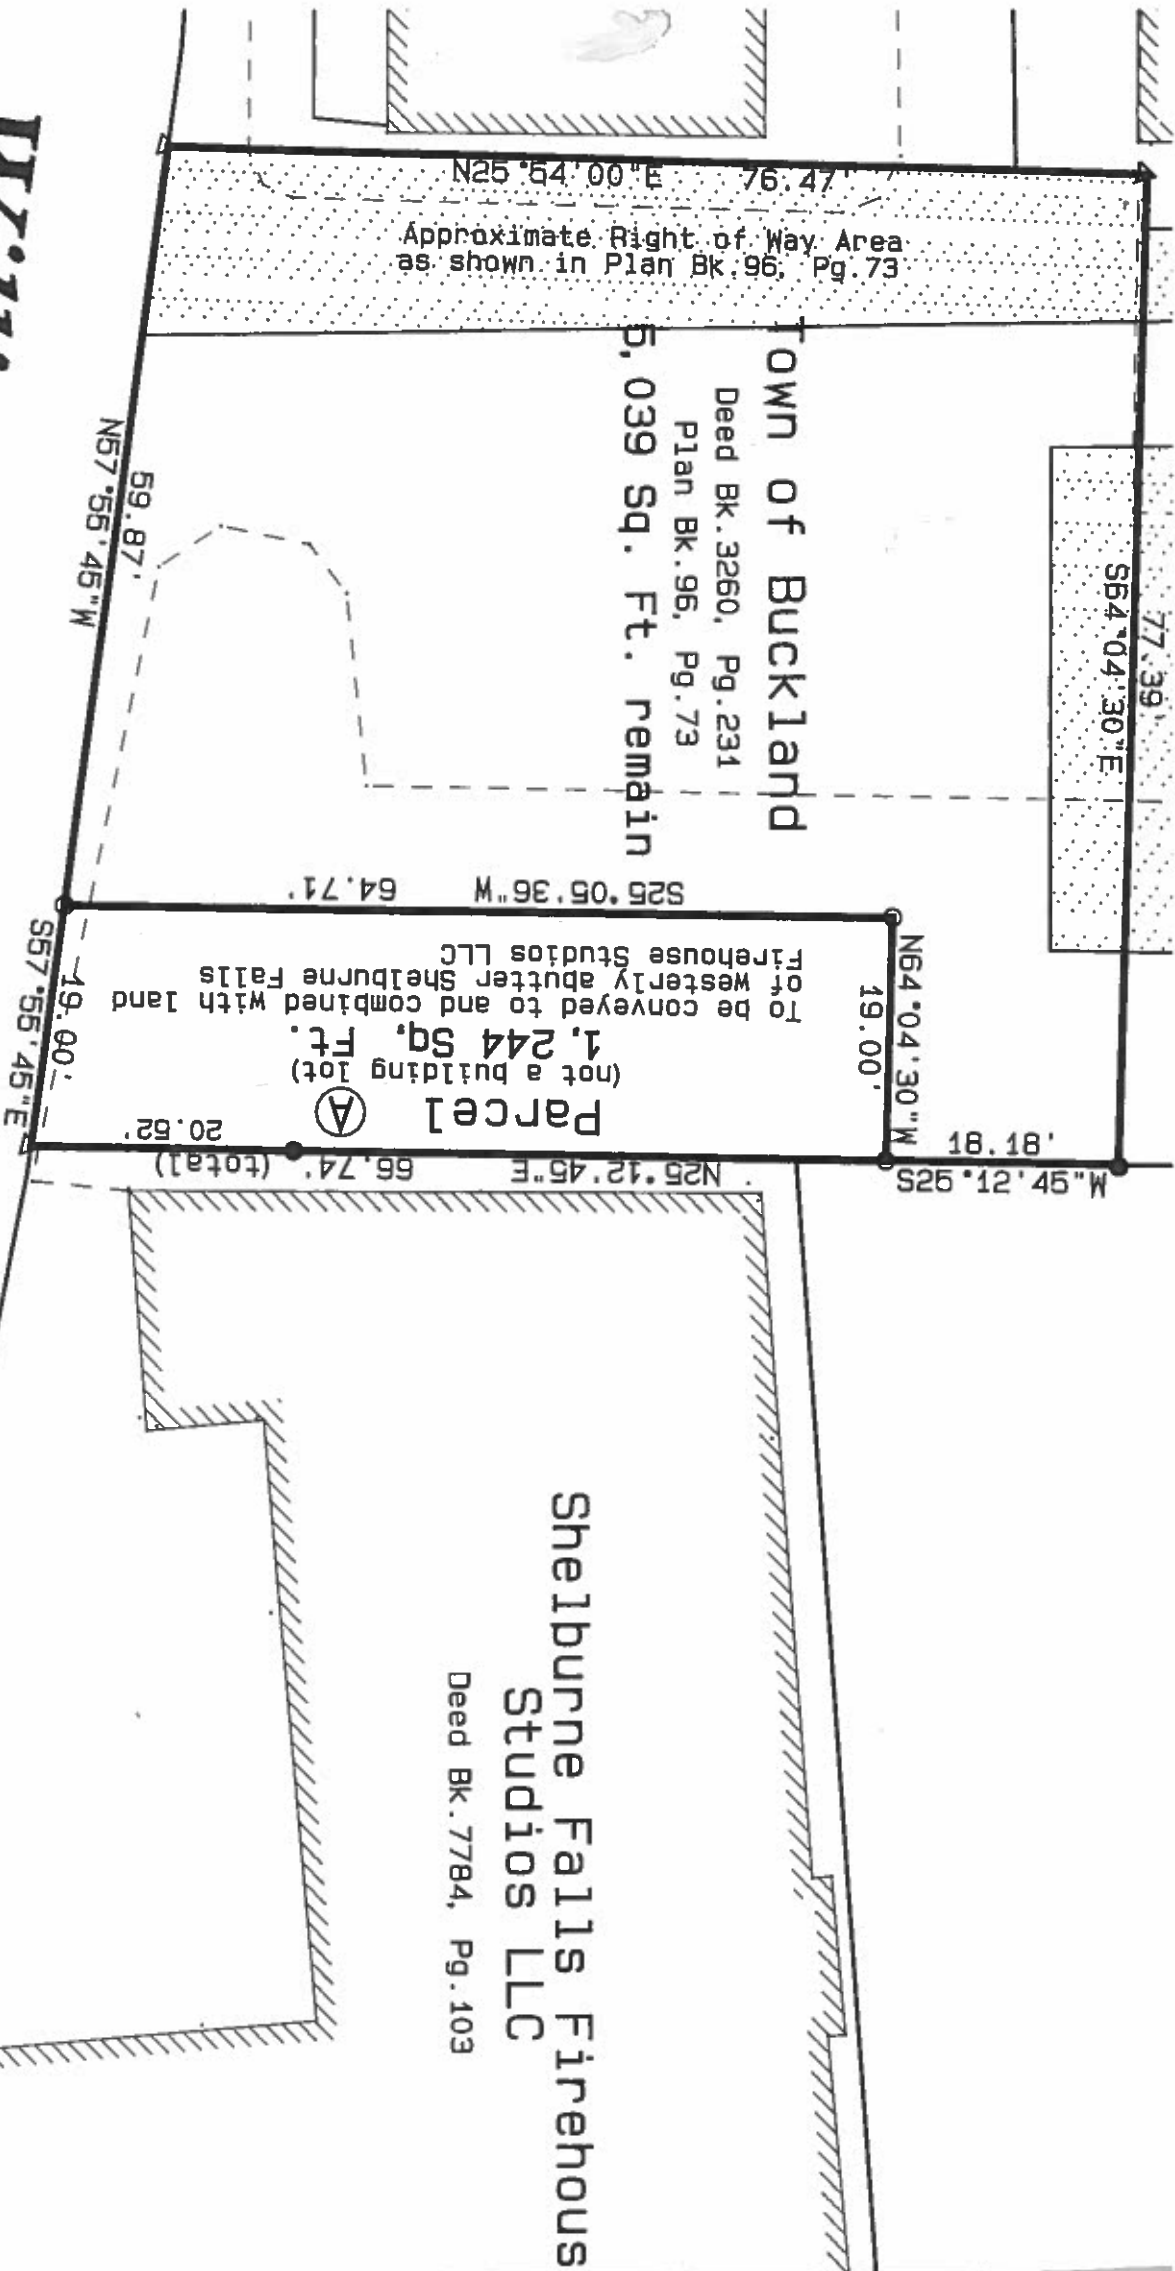 N25°54'00"E 76.47'
Approximate Right of Way Area
as shown in Plan Bk.96, Pg.73
Town of Buckland
Deed Bk.3260, Pg.231
Plan Bk.96, Pg.73
5,039 Sq. Ft. remain
77.39'
S64°04'30"E
59.87'
N57°55'45"W
S25°05'36"W 64.71'
N64°04'30"W
19.00'
19.00'
S57°55'45"E
Parcel A
(not a building lot)
1,244 Sq. Ft.
To be conveyed to and combined with land
of westerly abutter Shelburne Falls
Firehouse Studios LLC
20.52'
N25°12'45"E 66.74' (total)
18.18'
S25°12'45"W
Shelburne Falls Firehous
Studios LLC
Deed Bk.7784, Pg.103